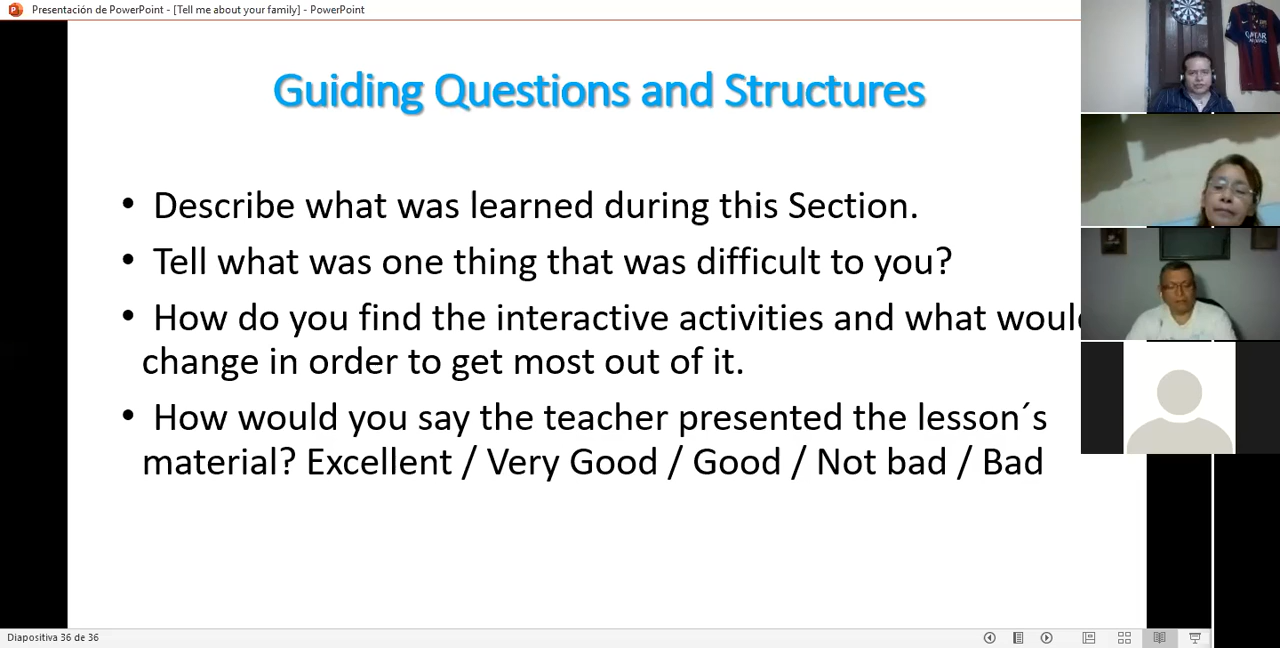 Presentación de PowerPoint - [Tell me about your family] - PowerPoint
Guiding Questions and Structures
• Describe what was learned during this Section.
• Tell what was one thing that was difficult to you?
• How do you find the interactive activities and what would
change in order to get most out of it.
• How would you say the teacher presented the lesson´s
material? Excellent / Very Good / Good / Not bad / Bad
QATAR
AIRWAYS
Diapositiva 36 de 36